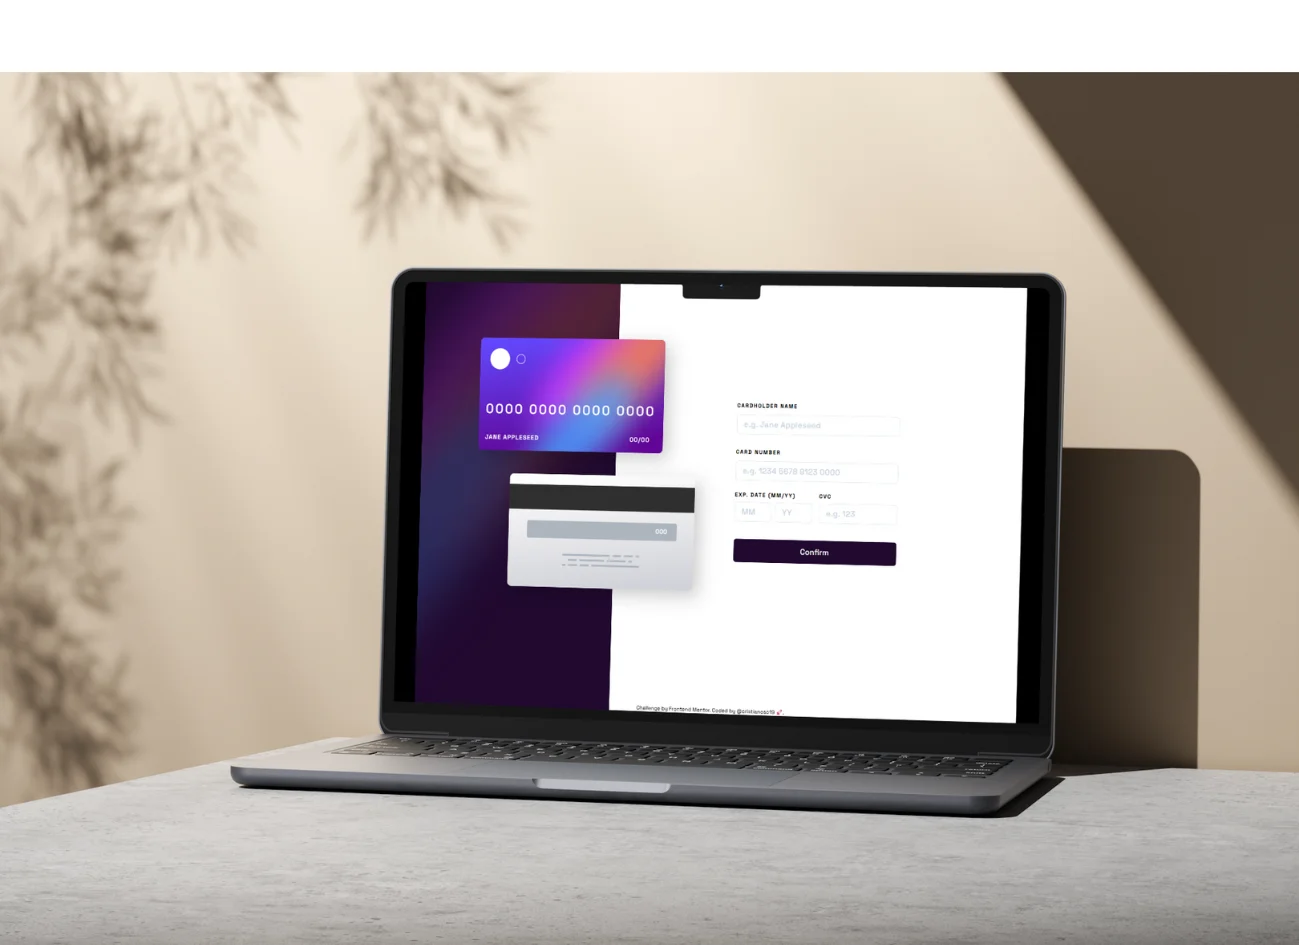 0000 0000 0000 0000
JANE APPLESEED 00/00
000
CARDHOLDER NAME
e.g. Jane Appleseed
CARD NUMBER
e.g. 1234 5678 9123 0000
EXP. DATE (MM/YY) CVC
MM YY e.g. 123
Confirm
Challenge by Frontend Mentor. Coded by